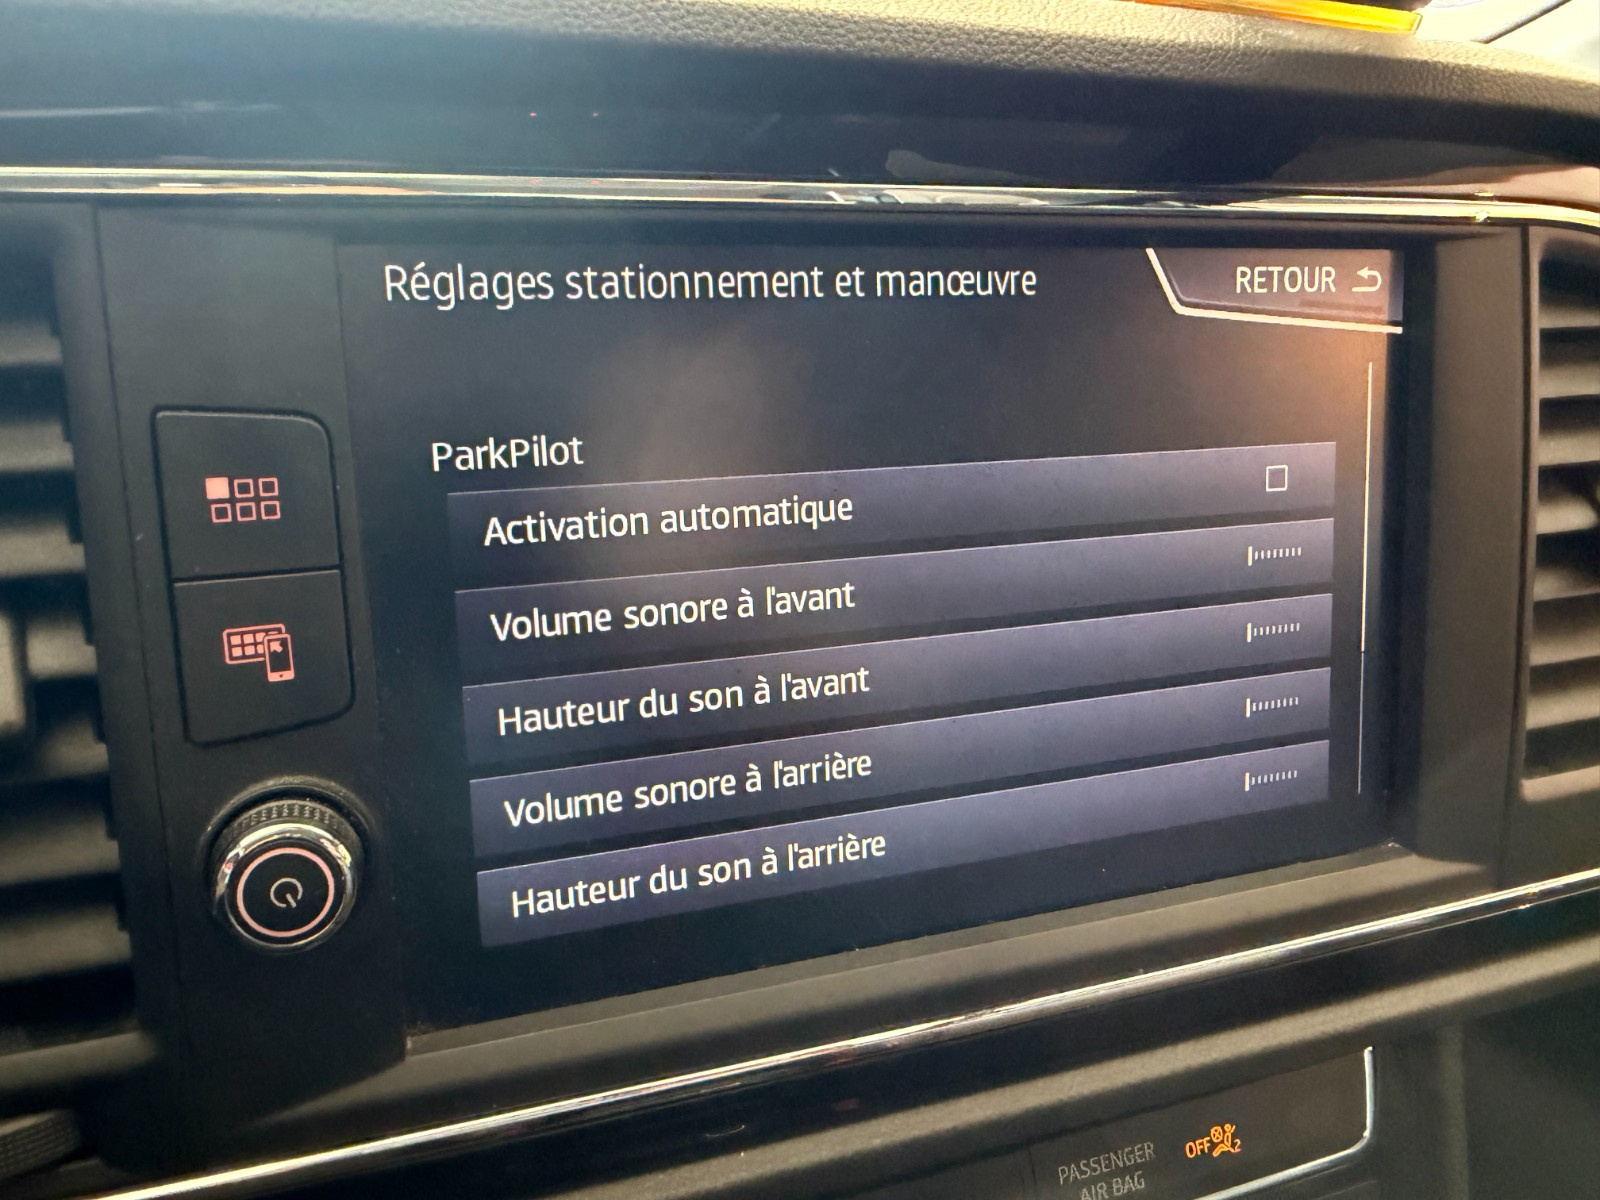 Réglages stationnement et manœuvre
RETOUR
ParkPilot
Activation automatique
Volume sonore à l'avant
Hauteur du son à l'avant
Volume sonore à l'arrière
Hauteur du son à l'arrière
PASSENGER
AIR BAG
OFF 2